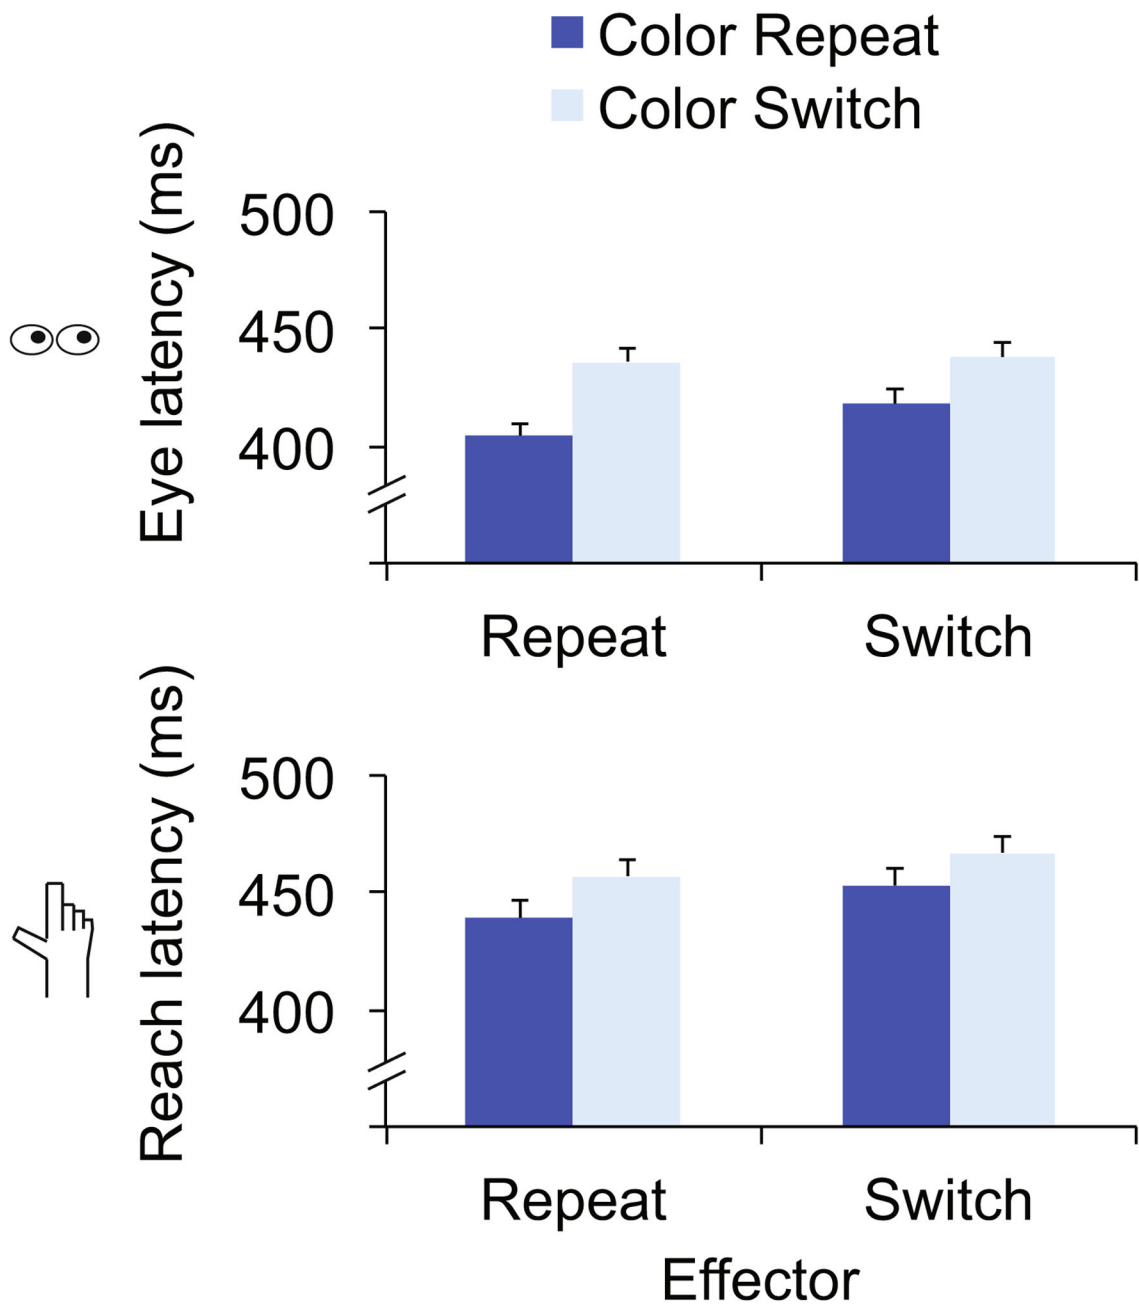 Color Repeat
Color Switch
Eye latency (ms)
500
450
400
Repeat Switch
Reach latency (ms)
500
450
400
Repeat Switch
Effector